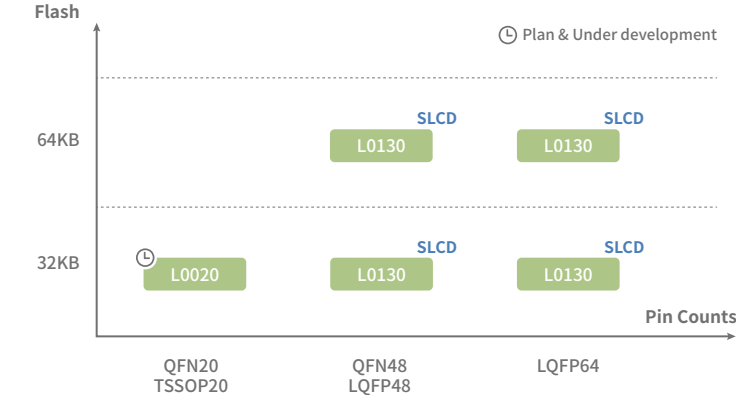 Flash
Plan & Under development
SLCD SLCD
64KB L0130 L0130
SLCD SLCD
32KB L0020 L0130 L0130
Pin Counts
QFN20 QFN48 LQFP64
TSSOP20 LQFP48